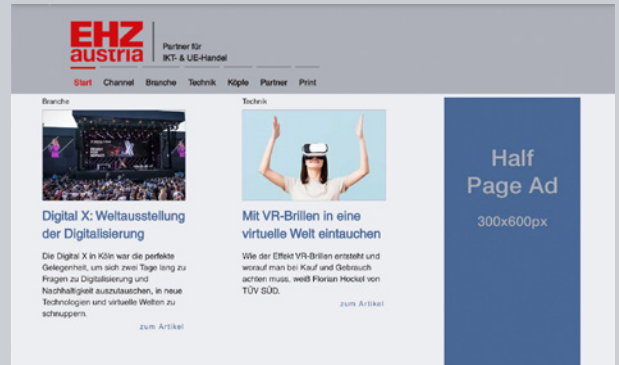 EHZ
austria
Partner für
IKT- & UE-Handel
Start Channel Branche Technik Köpfe Partner Print
Branche
Digital X: Weltausstellung
der Digitalisierung
Die Digital X in Köln war die perfekte
Gelegenheit, um sich zwei Tage lang zu
Fragen zu Digitalisierung und
Nachhaltigkeit auszutauschen, in neue
Technologien und virtuelle Welten zu
schnuppern.
zum Artikel
Technik
Mit VR-Brillen in eine
virtuelle Welt eintauchen
Wie der Effekt VR-Brillen entsteht und
worauf man bei Kauf und Gebrauch
achten muss, weiß Florian Hockel von
TÜV SÜD.
zum Artikel
Half
Page Ad
300x600px